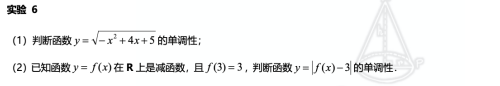 实验 6
(1) 判断函数 y = √(-x² + 4x + 5) 的单调性；
(2) 已知函数 y = f(x) 在 R 上是减函数，且 f(3) = 3，判断函数 y = |f(x) - 3| 的单调性．